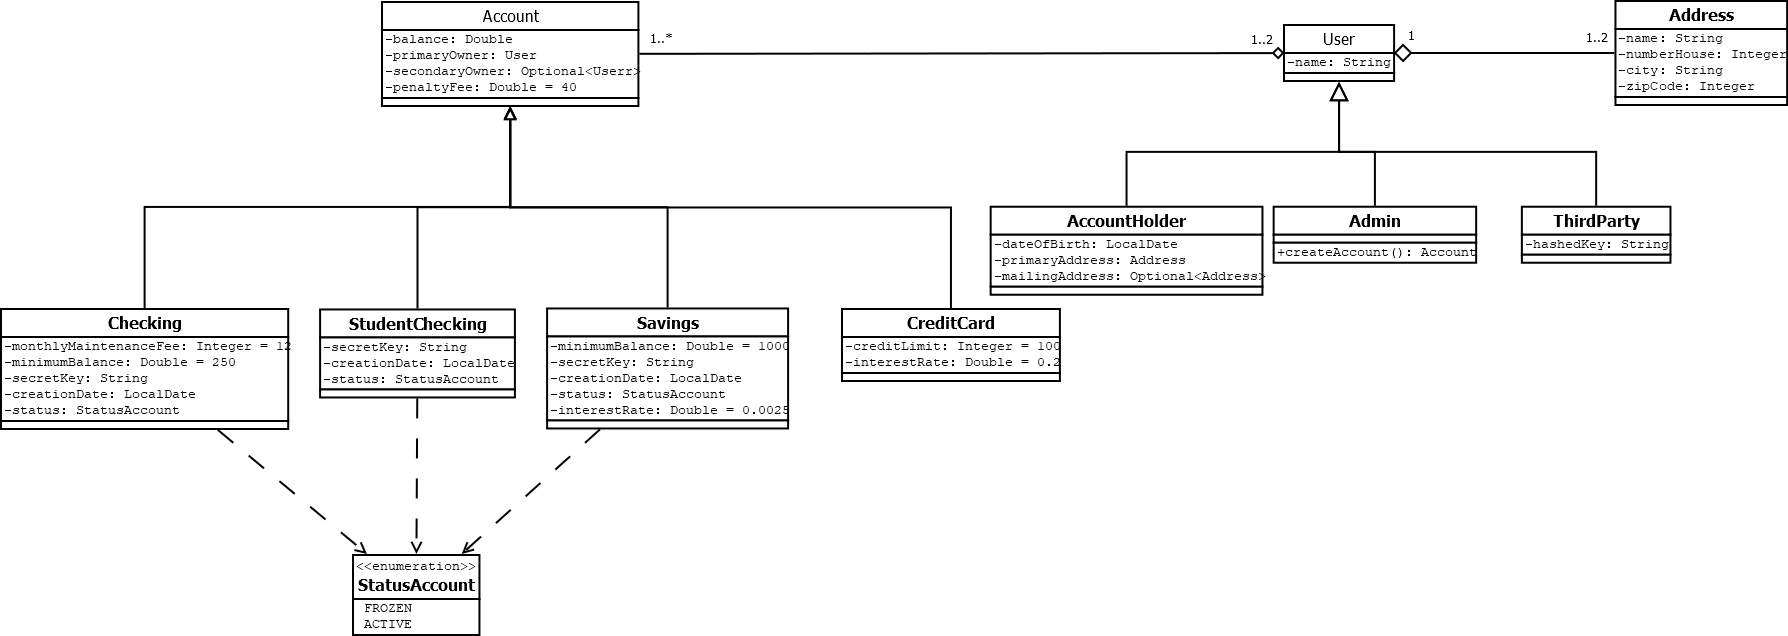 Account
-balance: Double
-primaryOwner: User
-secondaryOwner: Optional<Userr>
-penaltyFee: Double = 40
1..*
1..2
User
-name: String
1
1..2
Address
-name: String
-numberHouse: Integer
-city: String
-zipCode: Integer
AccountHolder
-dateOfBirth: LocalDate
-primaryAddress: Address
-mailingAddress: Optional<Address>
Admin
+createAccount(): Account
ThirdParty
-hashedKey: String
Checking
-monthlyMaintenanceFee: Integer = 12
-minimumBalance: Double = 250
-secretKey: String
-creationDate: LocalDate
-status: StatusAccount
StudentChecking
-secretKey: String
-creationDate: LocalDate
-status: StatusAccount
Savings
-minimumBalance: Double = 1000
-secretKey: String
-creationDate: LocalDate
-status: StatusAccount
-interestRate: Double = 0.0025
CreditCard
-creditLimit: Integer = 100
-interestRate: Double = 0.2
<<enumeration>>
StatusAccount
FROZEN
ACTIVE